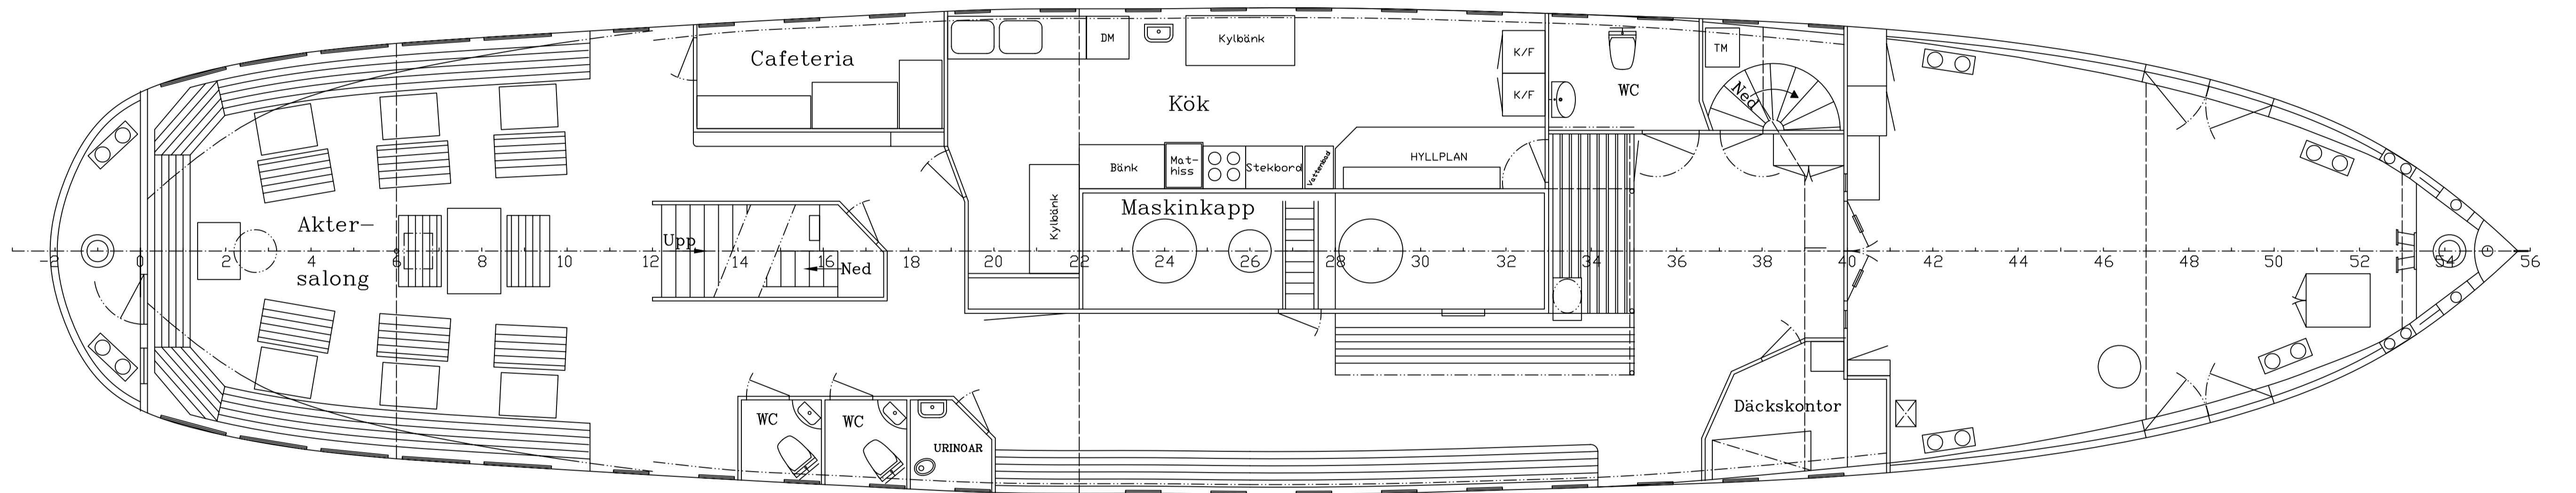 Cafeteria
DM
Kylbänk
K/F
K/F
WC
TM
Ned
Kök
Bänk
Mat-
hiss
Stekbord
Vattenbad
HYLLPLAN
Kylbänk
Maskinkapp
Akter-
salong
Upp
Ned
-2 0 2 4 6 8 10 12 14 16 18 20 22 24 26 28 30 32 34 36 38 40 42 44 46 48 50 52 54 56
WC
WC
URINOAR
Däckskontor